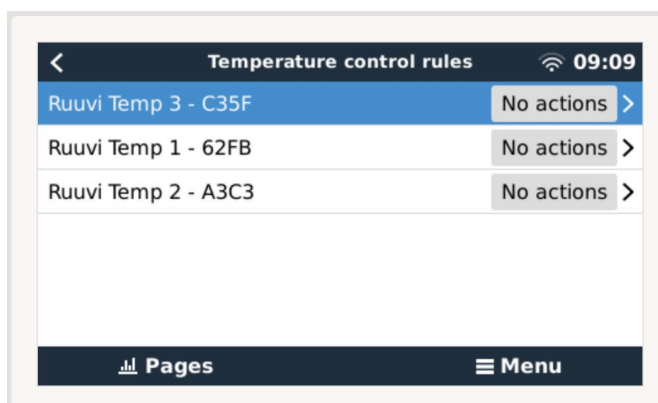 Temperature control rules 09:09
Ruuvi Temp 3 - C35F No actions
Ruuvi Temp 1 - 62FB No actions
Ruuvi Temp 2 - A3C3 No actions
Pages Menu